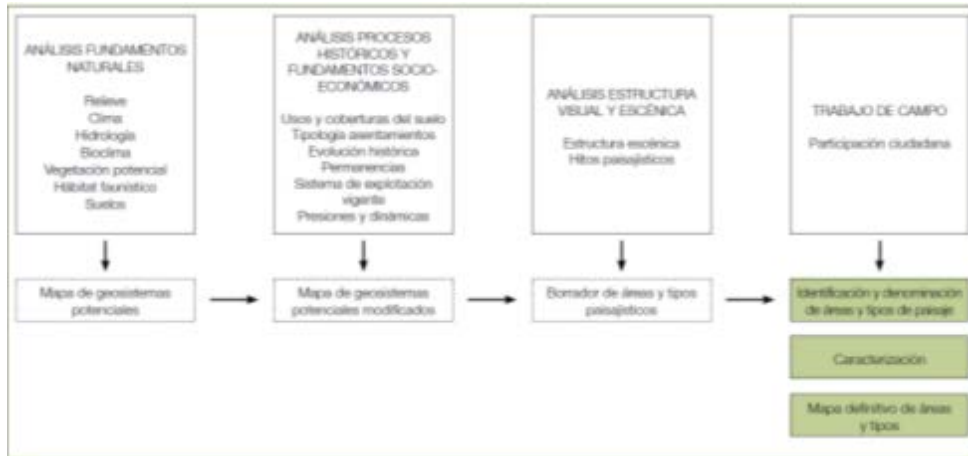 ANÁLISIS FUNDAMENTOS
NATURALES
Relieve
Clima
Hidrología
Bioclima
Vegetación potencial
Hábitat faunístico
Suelos
ANÁLISIS PROCESOS
HISTÓRICOS Y
FUNDAMENTOS SOCIO-
ECONÓMICOS
Usos y coberturas del suelo
Tipología asentamientos
Evolución histórica
Permanencias
Sistema de explotación
vigente
Presiones y dinámicas
ANÁLISIS ESTRUCTURA
VISUAL Y ESCÉNICA
Estructura escénica
Hitos paisajísticos
TRABAJO DE CAMPO
Participación ciudadana
Mapa de geosistemas
potenciales
Mapa de geosistemas
potenciales modificados
Borrador de áreas y tipos
paisajísticos
Identificación y denominación
de áreas y tipos de paisaje
Caracterización
Mapa definitivo de áreas
y tipos